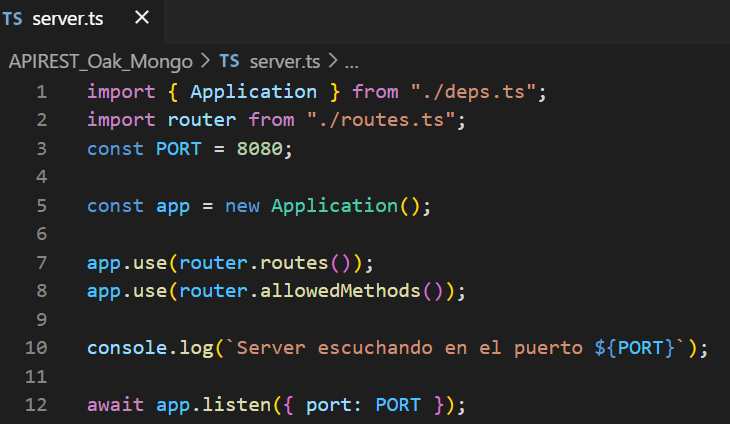 TS server.ts ×
APIREST_Oak_Mongo > TS server.ts > ...
1 import { Application } from "./deps.ts";
2 import router from "./routes.ts";
3 const PORT = 8080;
4
5 const app = new Application();
6
7 app.use(router.routes());
8 app.use(router.allowedMethods());
9
10 console.log(`Server escuchando en el puerto ${PORT}`);
11
12 await app.listen({ port: PORT });